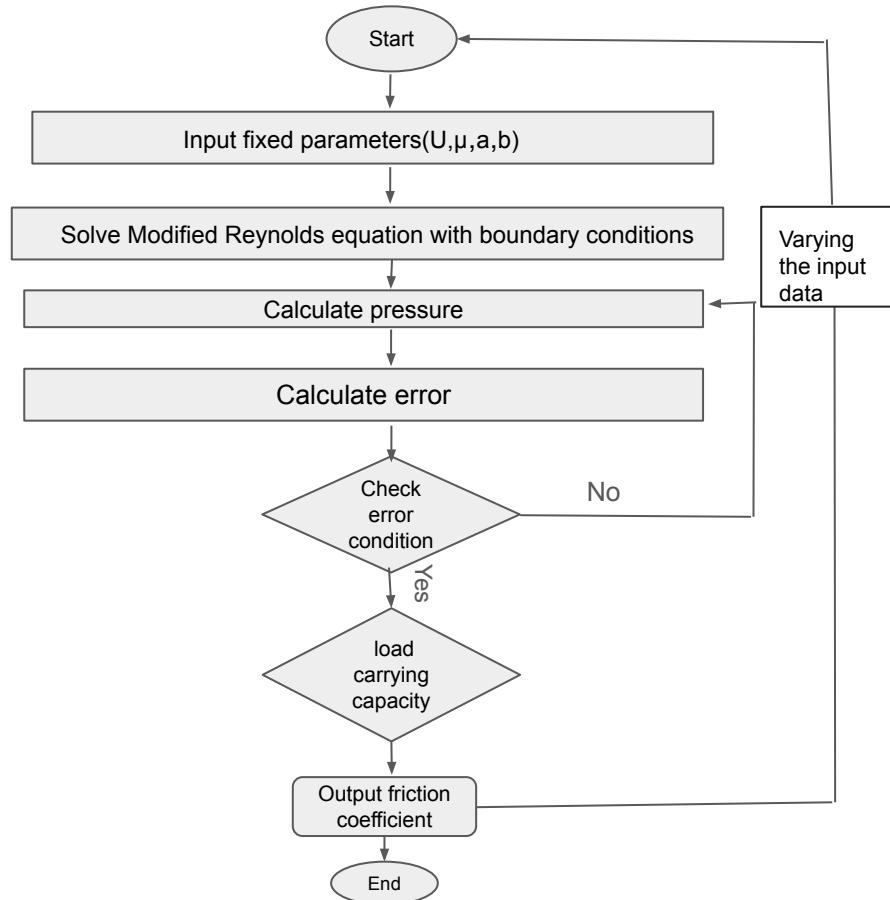 Start
Input fixed parameters(U,μ,a,b)
Solve Modified Reynolds equation with boundary conditions
Varying
the input
data
Calculate pressure
Calculate error
Check
error
condition
No
Yes
load
carrying
capacity
Output friction
coefficient
End